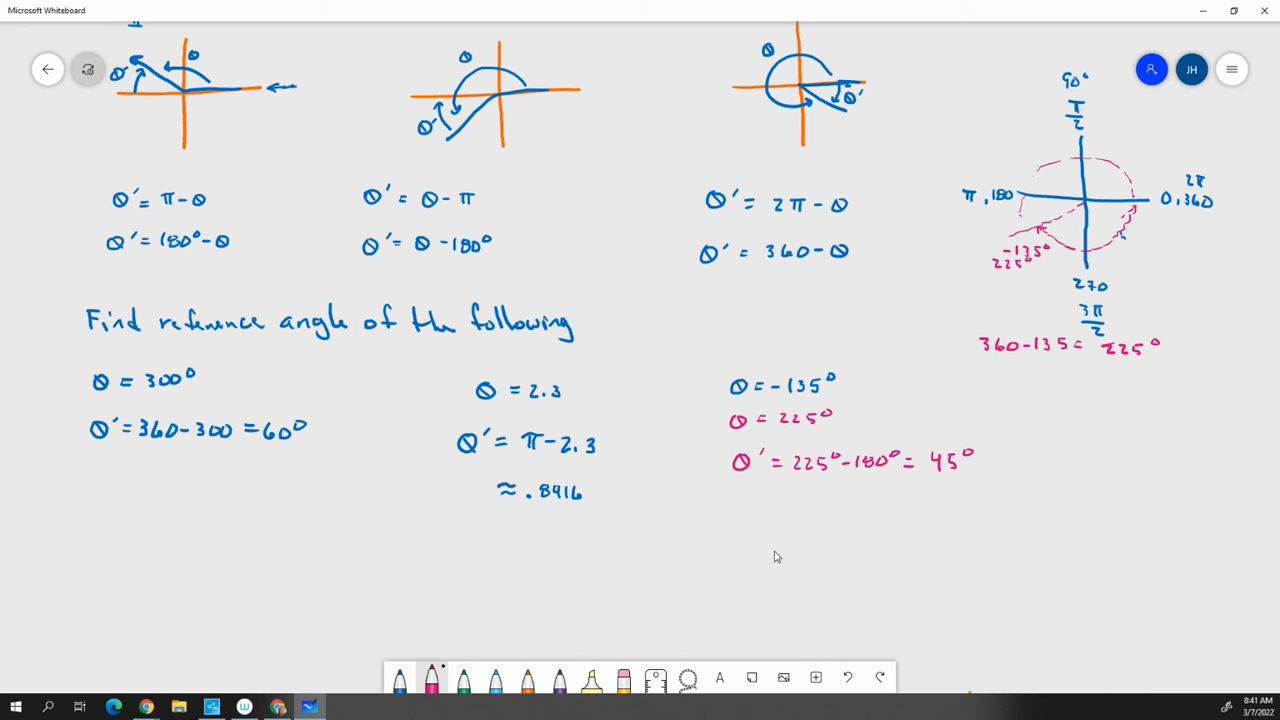 Microsoft Whiteboard
JH
II
θ
θ'
θ
θ'
θ
θ'
90°
π/2
π, 180
2π
0, 360
-135°
225°
270
3π/2
360-135= 225°
θ' = π-θ
θ' = 180°-θ
θ' = θ-π
θ' = θ-180°
θ' = 2π-θ
θ' = 360-θ
Find reference angle of the following
θ = 300°
θ' = 360-300 = 60°
θ = 2.3
θ' = π-2.3
≈ .8416
θ = -135°
θ = 225°
θ' = 225°-180° = 45°
A
8:41 AM
3/7/2022